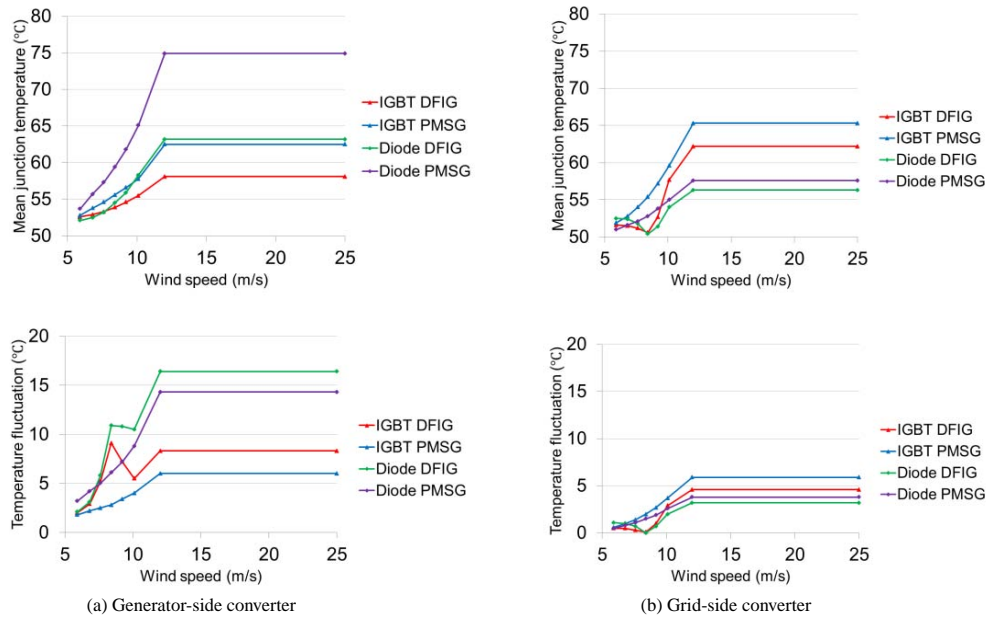 Mean junction temperature (°C)
80
75
70
65
60
55
50
5
10
15
20
25
Wind speed (m/s)
IGBT DFIG
IGBT PMSG
Diode DFIG
Diode PMSG
Mean junction temperature (°C)
80
75
70
65
60
55
50
5
10
15
20
25
Wind speed (m/s)
IGBT DFIG
IGBT PMSG
Diode DFIG
Diode PMSG
Temperature fluctuation (°C)
20
15
10
5
0
5
10
15
20
25
Wind speed (m/s)
IGBT DFIG
IGBT PMSG
Diode DFIG
Diode PMSG
(a) Generator-side converter
Temperature fluctuation (°C)
20
15
10
5
0
5
10
15
20
25
Wind speed (m/s)
IGBT DFIG
IGBT PMSG
Diode DFIG
Diode PMSG
(b) Grid-side converter